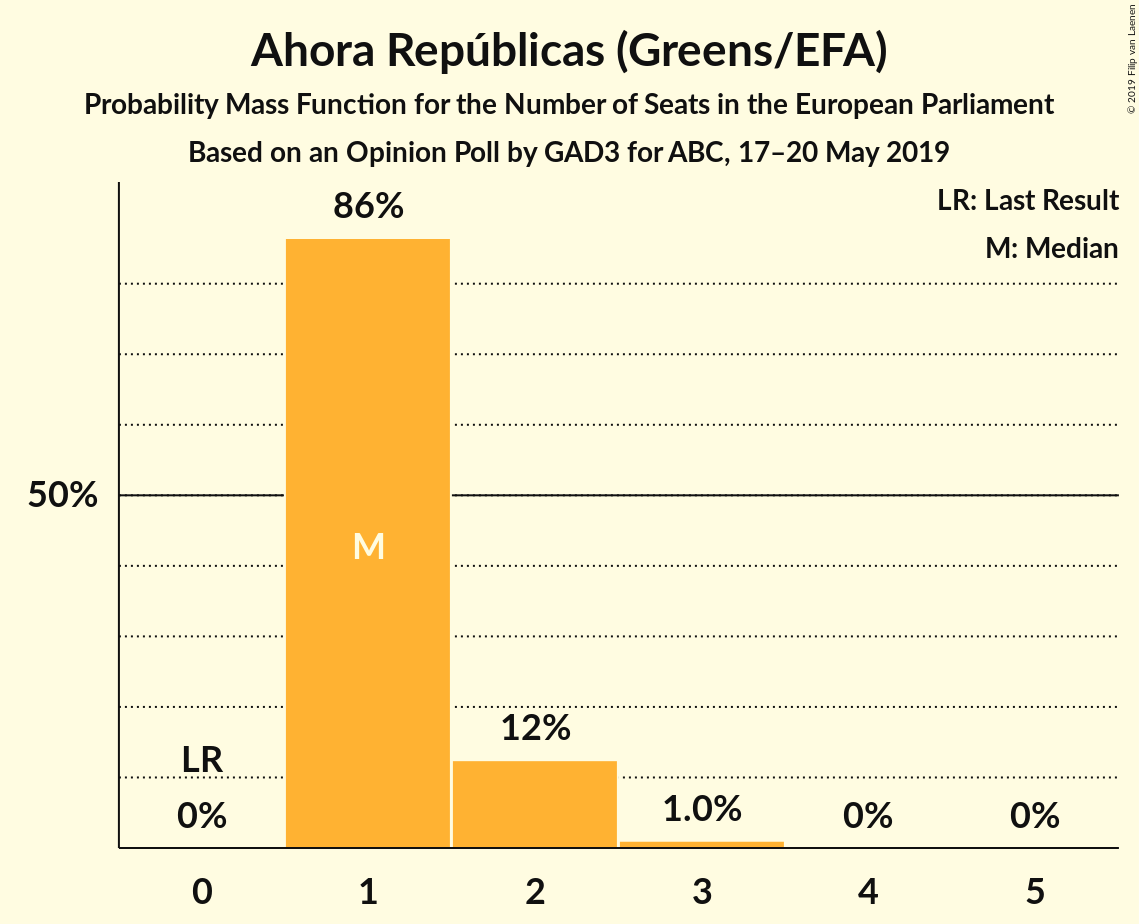 Ahora Repúblicas (Greens/EFA)
Probability Mass Function for the Number of Seats in the European Parliament
Based on an Opinion Poll by GAD3 for ABC, 17–20 May 2019
© 2019 Filip van Laenen
LR: Last Result
M: Median
86%
50%
M
12%
LR
0%
1.0%
0%
0%
0 1 2 3 4 5